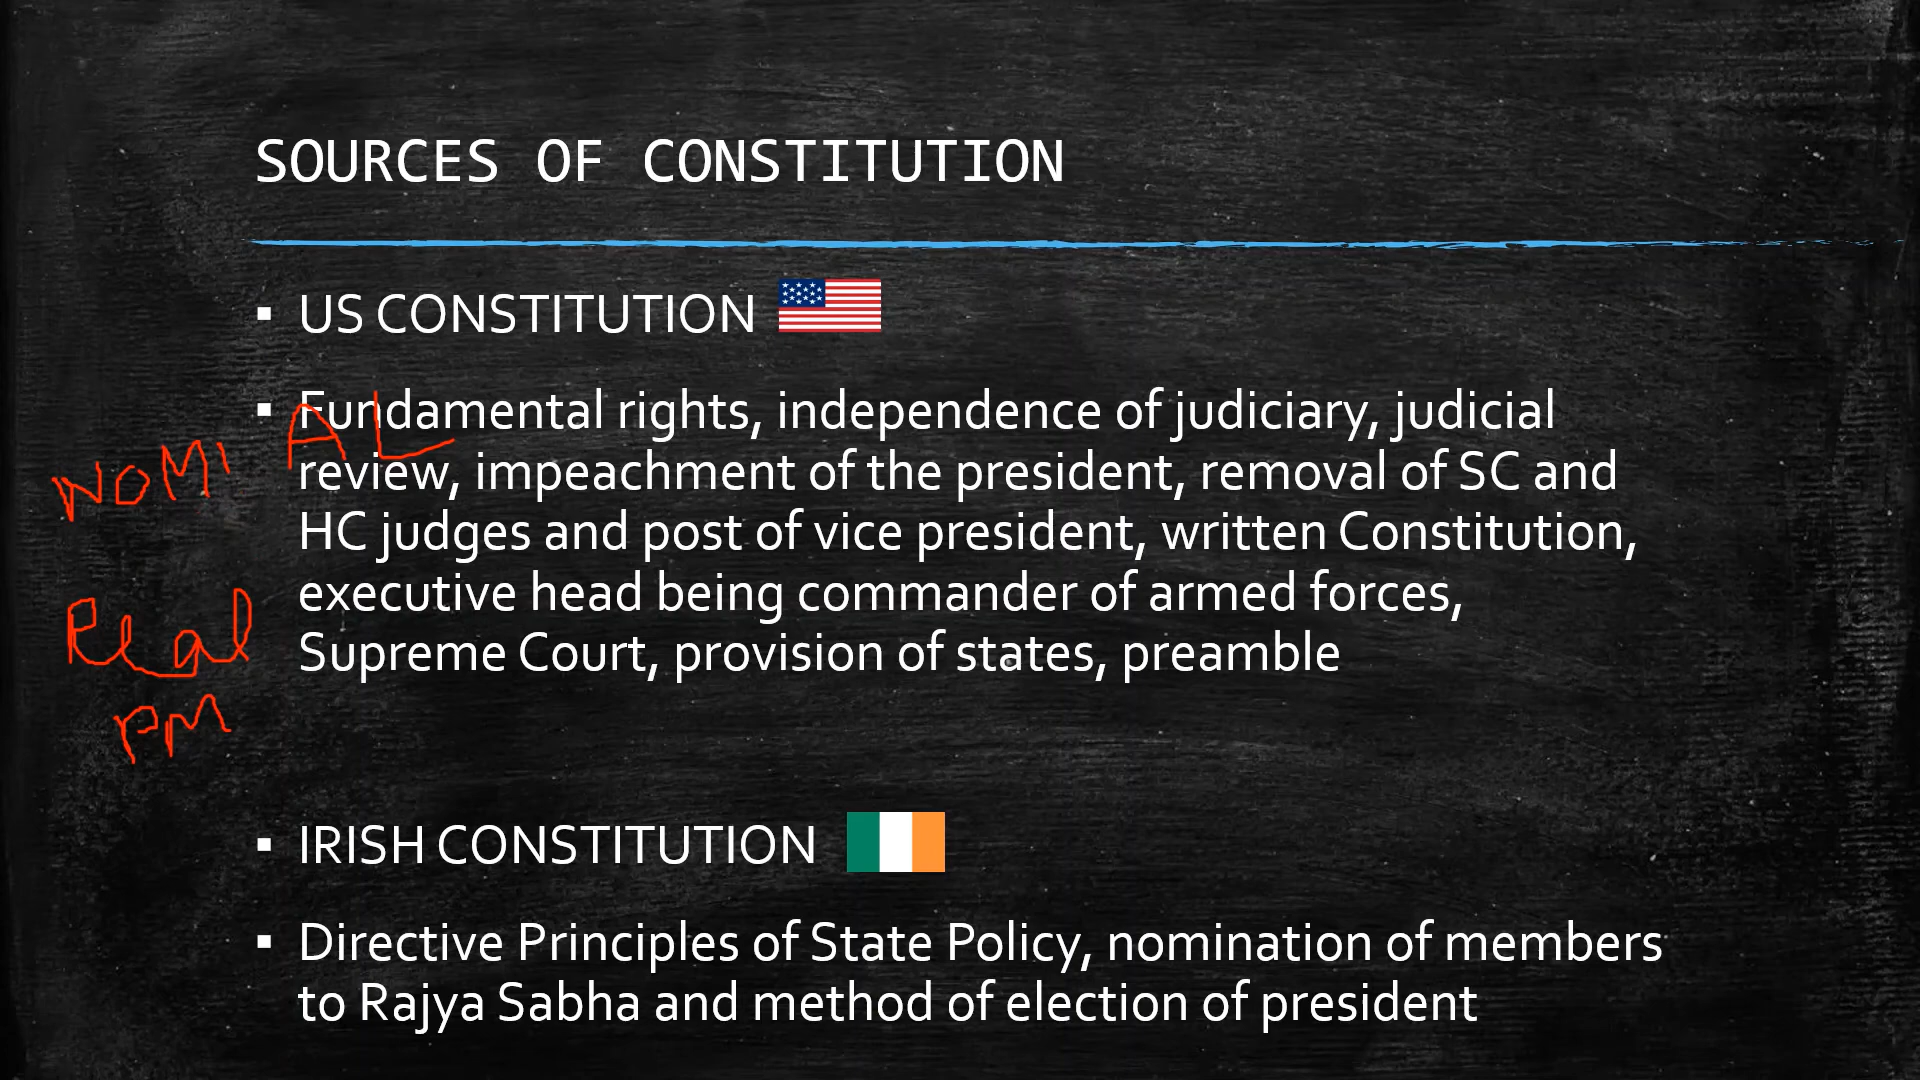 SOURCES OF CONSTITUTION
▪ US CONSTITUTION
▪ Fundamental rights, independence of judiciary, judicial
review, impeachment of the president, removal of SC and
HC judges and post of vice president, written Constitution,
executive head being commander of armed forces,
Supreme Court, provision of states, preamble
NOMI AL
Real
PM
▪ IRISH CONSTITUTION
▪ Directive Principles of State Policy, nomination of members
to Rajya Sabha and method of election of president